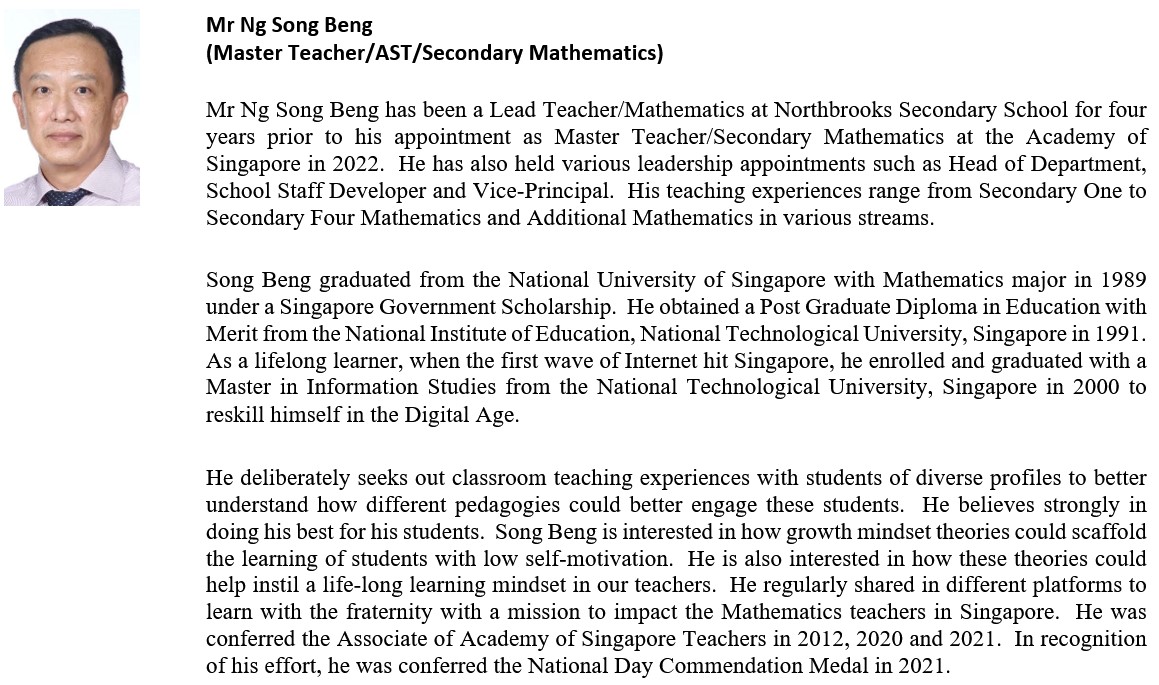 Mr Ng Song Beng
(Master Teacher/AST/Secondary Mathematics)
Mr Ng Song Beng has been a Lead Teacher/Mathematics at Northbrooks Secondary School for four
years prior to his appointment as Master Teacher/Secondary Mathematics at the Academy of
Singapore in 2022. He has also held various leadership appointments such as Head of Department,
School Staff Developer and Vice-Principal. His teaching experiences range from Secondary One to
Secondary Four Mathematics and Additional Mathematics in various streams.
Song Beng graduated from the National University of Singapore with Mathematics major in 1989
under a Singapore Government Scholarship. He obtained a Post Graduate Diploma in Education with
Merit from the National Institute of Education, National Technological University, Singapore in 1991.
As a lifelong learner, when the first wave of Internet hit Singapore, he enrolled and graduated with a
Master in Information Studies from the National Technological University, Singapore in 2000 to
reskill himself in the Digital Age.
He deliberately seeks out classroom teaching experiences with students of diverse profiles to better
understand how different pedagogies could better engage these students. He believes strongly in
doing his best for his students. Song Beng is interested in how growth mindset theories could scaffold
the learning of students with low self-motivation. He is also interested in how these theories could
help instil a life-long learning mindset in our teachers. He regularly shared in different platforms to
learn with the fraternity with a mission to impact the Mathematics teachers in Singapore. He was
conferred the Associate of Academy of Singapore Teachers in 2012, 2020 and 2021. In recognition
of his effort, he was conferred the National Day Commendation Medal in 2021.